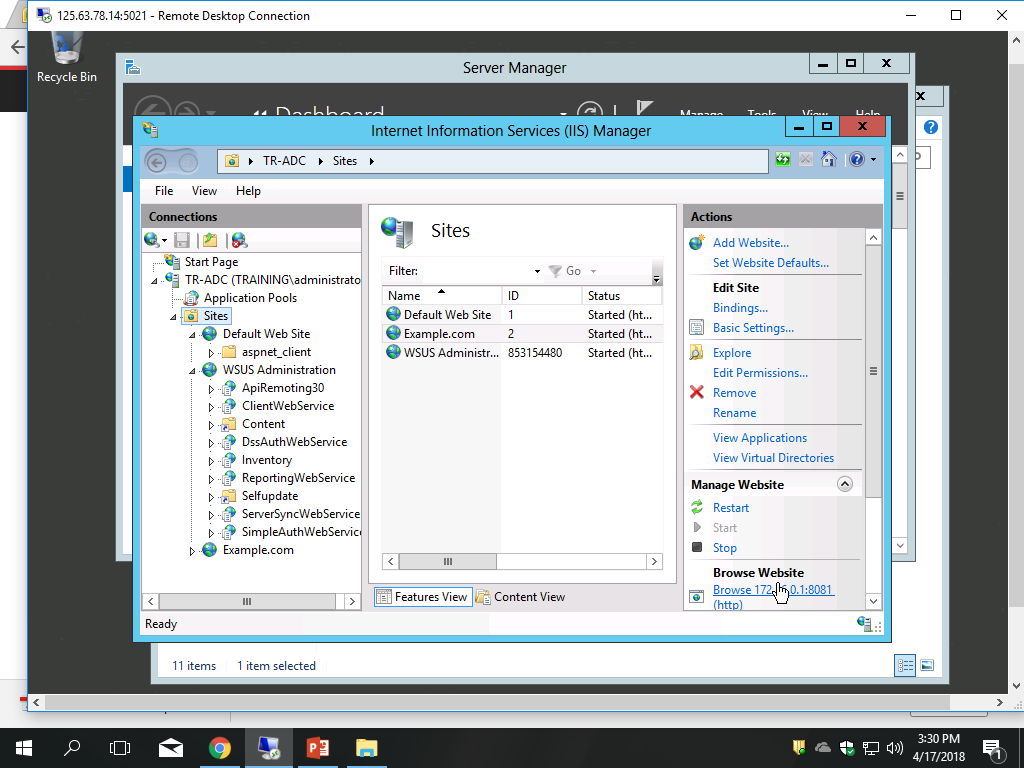 125.63.78.14:5021 - Remote Desktop Connection
Recycle Bin
Server Manager
Dashboard
Manage Tools View Help
Internet Information Services (IIS) Manager
TR-ADC Sites
File View Help
Connections
Start Page
TR-ADC (TRAINING\administrato
Application Pools
Sites
Default Web Site
aspnet_client
WSUS Administration
ApiRemoting30
ClientWebService
Content
DssAuthWebService
Inventory
ReportingWebService
Selfupdate
ServerSyncWebService
SimpleAuthWebService
Example.com
Sites
Filter: Go
Name ID Status
Default Web Site 1 Started (ht...
Example.com 2 Started (ht...
WSUS Administr... 853154480 Started (ht...
Features View Content View
Actions
Add Website...
Set Website Defaults...
Edit Site
Bindings...
Basic Settings...
Explore
Edit Permissions...
Remove
Rename
View Applications
View Virtual Directories
Manage Website
Restart
Start
Stop
Browse Website
Browse 0.1:8081
(http)
Ready
11 items 1 item selected
3:30 PM
4/17/2018
1